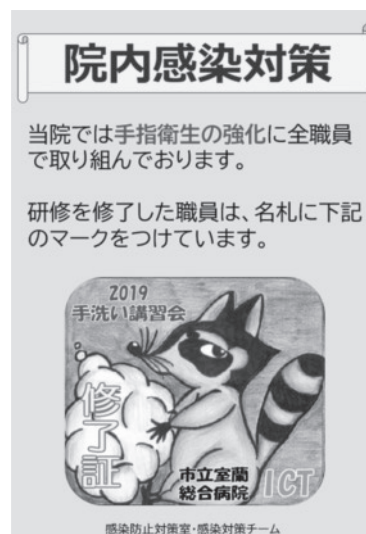 院内感染対策
当院では手指衛生の強化に全職員
で取り組んでおります。
研修を修了した職員は、名札に下記
のマークをつけています。
2019
手洗い講習会
修了証
市立室蘭
総合病院
ICT
感染防止対策室・感染対策チーム